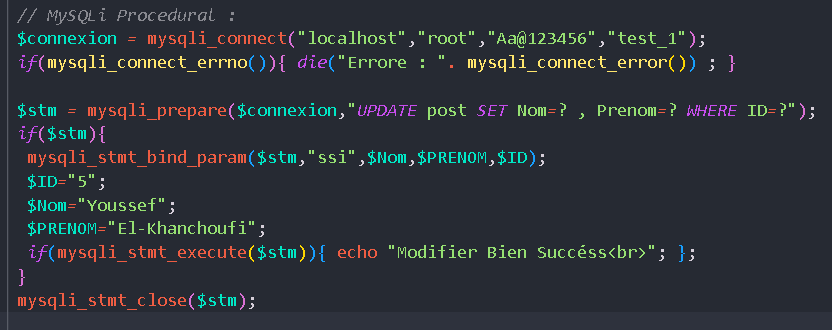 // MySQLi Procedural :
$connexion = mysqli_connect("localhost","root","Aa@123456","test_1");
if(mysqli_connect_errno()){ die("Errore : ". mysqli_connect_error()) ; }
$stm = mysqli_prepare($connexion,"UPDATE post SET Nom=? , Prenom=? WHERE ID=?");
if($stm){
mysqli_stmt_bind_param($stm,"ssi",$Nom,$PRENOM,$ID);
$ID="5";
$Nom="Youssef";
$PRENOM="El-Khanchoufi";
if(mysqli_stmt_execute($stm)){ echo "Modifier Bien Succéss<br>"; };
}
mysqli_stmt_close($stm);